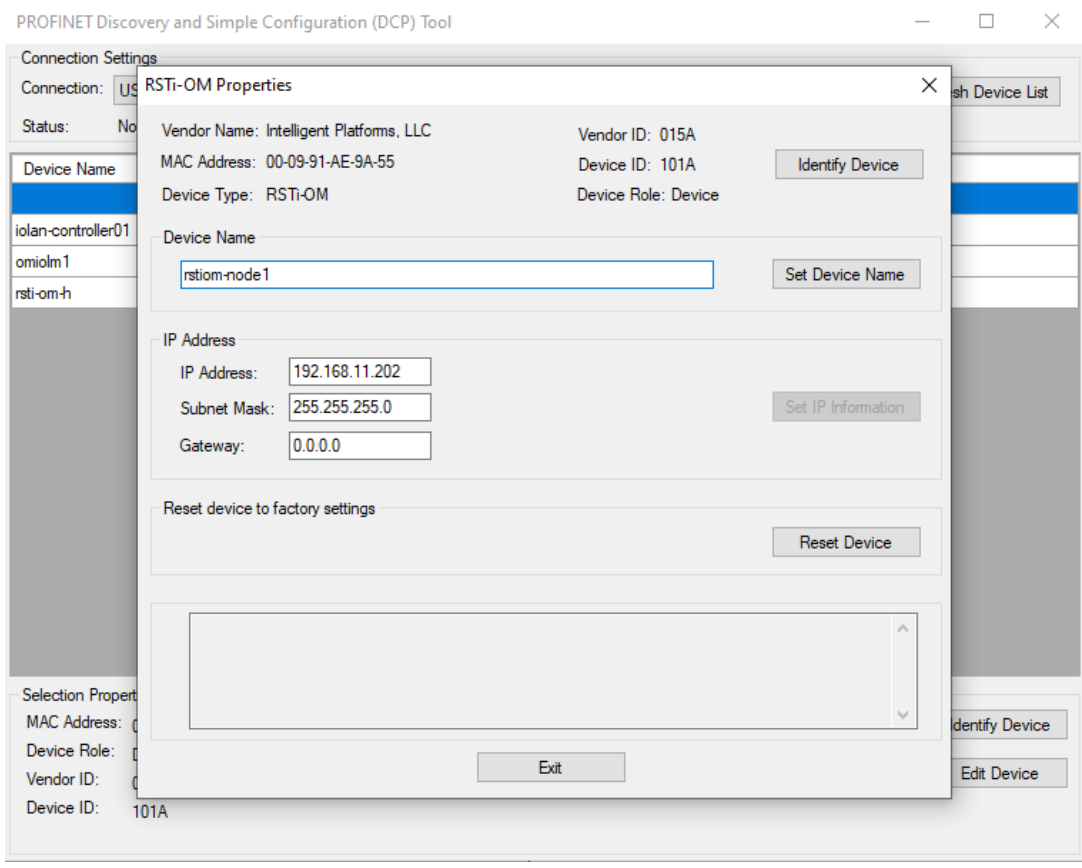 PROFINET Discovery and Simple Configuration (DCP) Tool
Connection Settings
Connection: US
sh Device List
Status: No
Device Name
iolan-controller01
omiolm1
rsti-om-h
RSTi-OM Properties
Vendor Name: Intelligent Platforms, LLC
Vendor ID: 015A
MAC Address: 00-09-91-AE-9A-55
Device ID: 101A
Identify Device
Device Type: RSTi-OM
Device Role: Device
Device Name
rstiom-node1
Set Device Name
IP Address
IP Address: 192.168.11.202
Subnet Mask: 255.255.255.0
Set IP Information
Gateway: 0.0.0.0
Reset device to factory settings
Reset Device
Exit
Selection Propert
MAC Address:
Identify Device
Device Role:
Vendor ID:
Edit Device
Device ID: 101A